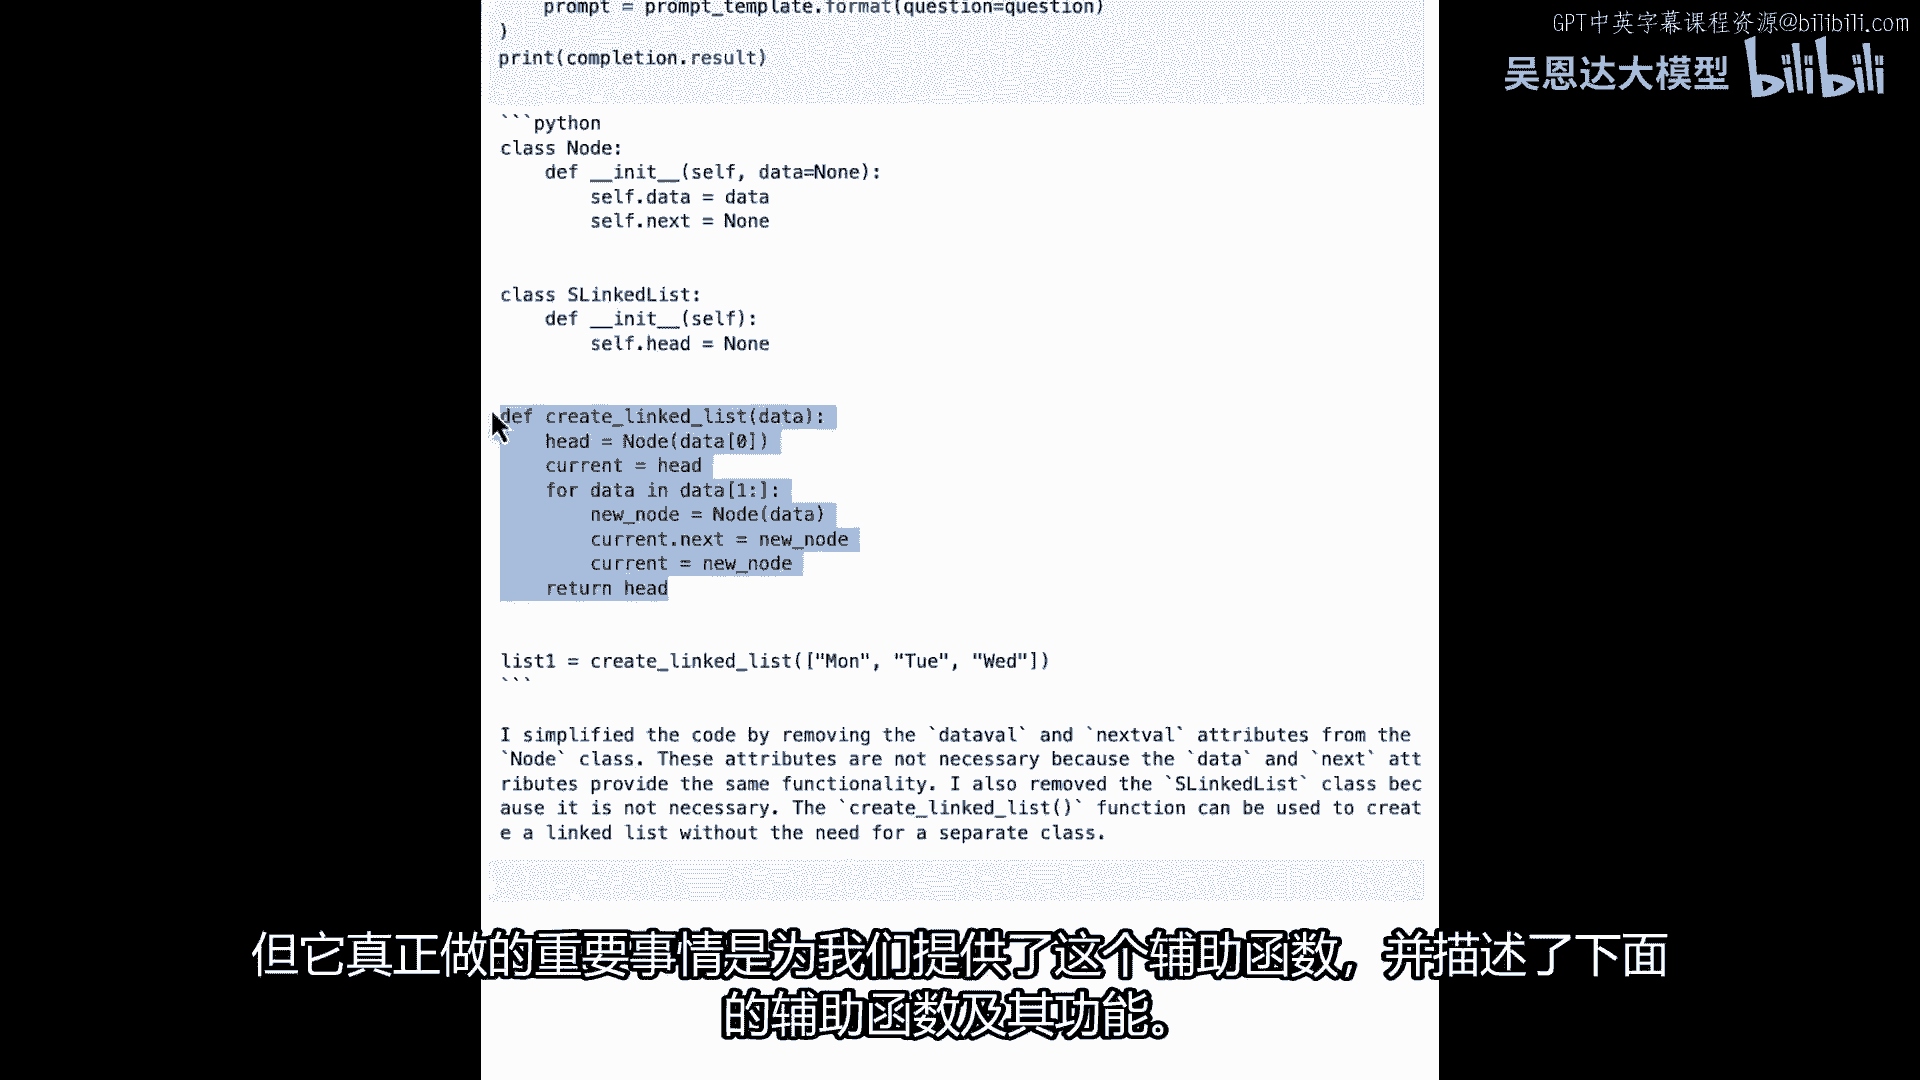 prompt = prompt_template.format(question=question)
)
print(completion.result)
GPT中英字幕课程资源@bilibili.com
吴恩达大模型 bilibili
```python
class Node:
    def __init__(self, data=None):
        self.data = data
        self.next = None
class SLinkedList:
    def __init__(self):
        self.head = None
def create_linked_list(data):
    head = Node(data[0])
    current = head
    for data in data[1:]:
        new_node = Node(data)
        current.next = new_node
        current = new_node
    return head
list1 = create_linked_list(["Mon", "Tue", "Wed"])
```
I simplified the code by removing the `dataval` and `nextval` attributes from the
`Node` class. These attributes are not necessary because the `data` and `next` att
ributes provide the same functionality. I also removed the `SLinkedList` class bec
ause it is not necessary. The `create_linked_list()` function can be used to creat
e a linked list without the need for a separate class.
但它真正做的重要事情是为我们提供了这个辅助函数，并描述了下面
的辅助函数及其功能。